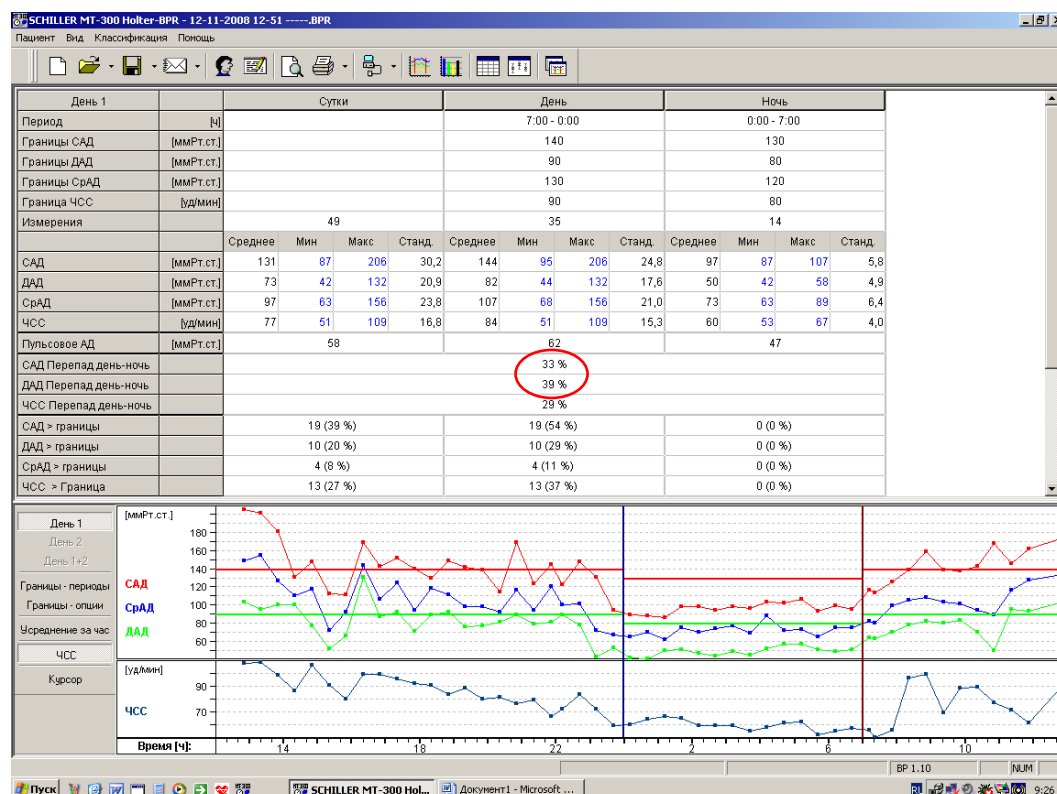 SCHILLER MT-300 Holter-BPR - 12-11-2008 12-51 -----.BPR
Пациент Вид Классификация Помощь
День 1 Сутки День Ночь
Период [ч] 7:00 - 0:00 0:00 - 7:00
Границы САД [ммРт.ст.] 140 130
Границы ДАД [ммРт.ст.] 90 80
Границы СрАД [ммРт.ст.] 130 120
Граница ЧСС [уд/мин] 90 80
Измерения 49 35 14
Среднее Мин Макс Станд. Среднее Мин Макс Станд. Среднее Мин Макс Станд.
САД [ммРт.ст.] 131 87 206 30,2 144 95 206 24,8 97 87 107 5,8
ДАД [ммРт.ст.] 73 42 132 20,9 82 44 132 17,6 50 42 58 4,9
СрАД [ммРт.ст.] 97 63 156 23,8 107 68 156 21,0 73 63 89 6,4
ЧСС [уд/мин] 77 51 109 16,8 84 51 109 15,3 60 53 67 4,0
Пульсовое АД [ммРт.ст.] 58 62 47
САД Перепад день-ночь 33 %
ДАД Перепад день-ночь 39 %
ЧСС Перепад день-ночь 29 %
САД > границы 19 (39 %) 19 (54 %) 0 (0 %)
ДАД > границы 10 (20 %) 10 (29 %) 0 (0 %)
СрАД > границы 4 (8 %) 4 (11 %) 0 (0 %)
ЧСС > Граница 13 (27 %) 13 (37 %) 0 (0 %)
День 1
День 2
День 1+2
Границы - периоды
Границы - опции
Усреднение за час
ЧСС
Курсор
[ммРт.ст.]
180
160
140
120
100
80
60
САД
СрАД
ДАД
[уд/мин]
90
70
ЧСС
Время [ч]: 14 18 22 2 6 10
BP 1.10 NUM
Пуск SCHILLER MT-300 Hol... Документ1 - Microsoft ... RU 9:26